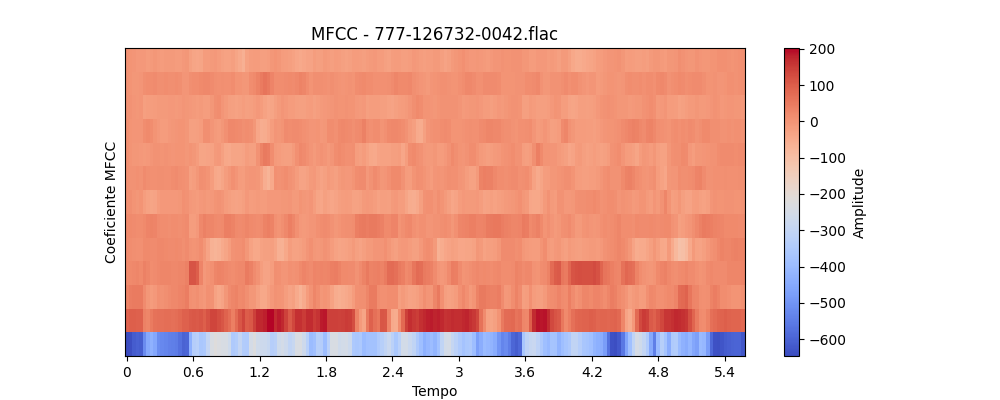 MFCC - 777-126732-0042.flac
Coeficiente MFCC
0 0.6 1.2 1.8 2.4 3 3.6 4.2 4.8 5.4
Tempo
200
100
0
−100
−200
−300
−400
−500
−600
Amplitude